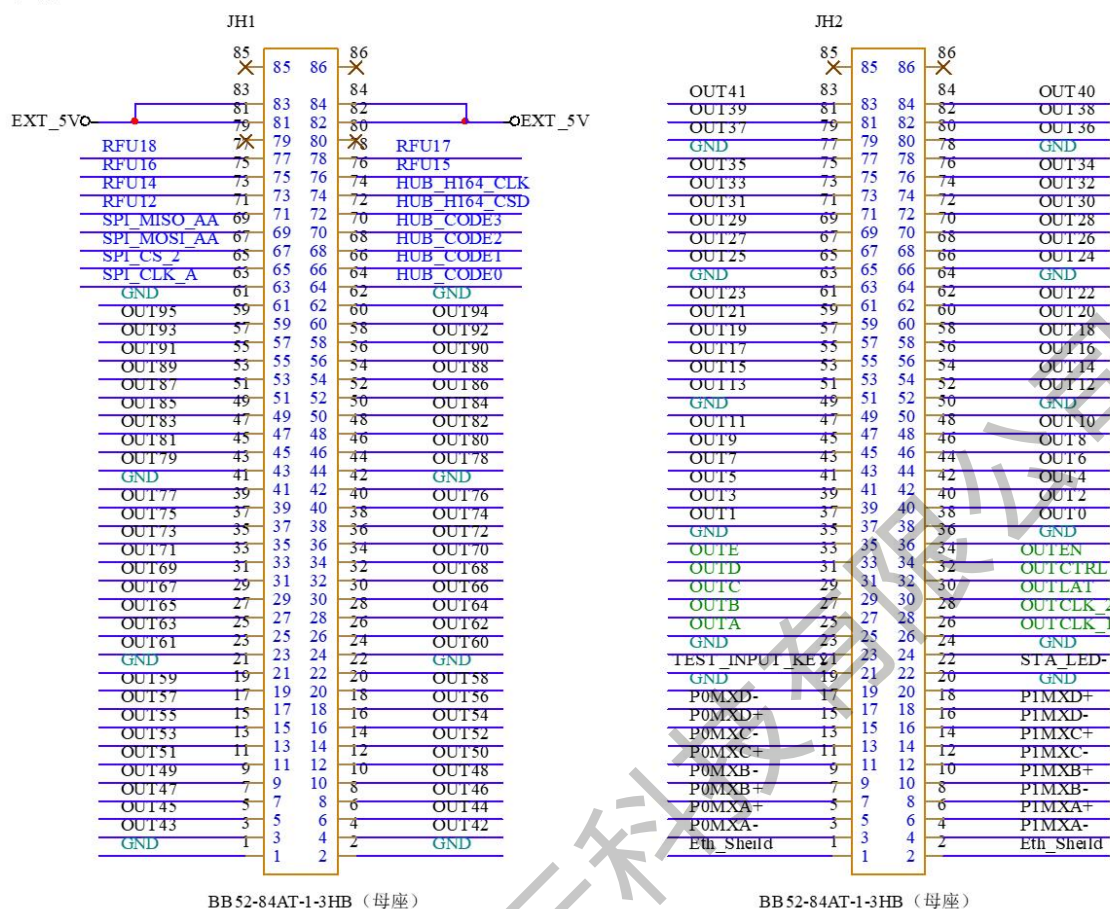 JH1
85 85 86 86
83 83 84 84
EXT_5V 81 81 82 82 EXT_5V
79 79 80 80
RFU18 77 78 RFU17
RFU16 75 75 76 76 RFU15
RFU14 73 73 74 74 HUB_H164_CLK
RFU12 71 71 72 72 HUB_H164_CSD
SPI_MISO_AA 69 69 70 70 HUB_CODE3
SPI_MOSI_AA 67 67 68 68 HUB_CODE2
SPI_CS_2 65 65 66 66 HUB_CODE1
SPI_CLK_A 63 63 64 64 HUB_CODE0
GND 61 61 62 62 GND
OUT95 59 59 60 60 OUT94
OUT93 57 57 58 58 OUT92
OUT91 55 55 56 56 OUT90
OUT89 53 53 54 54 OUT88
OUT87 51 51 52 52 OUT86
OUT85 49 49 50 50 OUT84
OUT83 47 47 48 48 OUT82
OUT81 45 45 46 46 OUT80
OUT79 43 43 44 44 OUT78
GND 41 41 42 42 GND
OUT77 39 39 40 40 OUT76
OUT75 37 37 38 38 OUT74
OUT73 35 35 36 36 OUT72
OUT71 33 33 34 34 OUT70
OUT69 31 31 32 32 OUT68
OUT67 29 29 30 30 OUT66
OUT65 27 27 28 28 OUT64
OUT63 25 25 26 26 OUT62
OUT61 23 23 24 24 OUT60
GND 21 21 22 22 GND
OUT59 19 19 20 20 OUT58
OUT57 17 17 18 18 OUT56
OUT55 15 15 16 16 OUT54
OUT53 13 13 14 14 OUT52
OUT51 11 11 12 12 OUT50
OUT49 9 9 10 10 OUT48
OUT47 7 7 8 8 OUT46
OUT45 5 5 6 6 OUT44
OUT43 3 3 4 4 OUT42
GND 1 1 2 2 GND
BB52-84AT-1-3HB（母座）
JH2
85 85 86 86
OUT41 83 83 84 84 OUT40
OUT39 81 81 82 82 OUT38
OUT37 79 79 80 80 OUT36
GND 77 77 78 78 GND
OUT35 75 75 76 76 OUT34
OUT33 73 73 74 74 OUT32
OUT31 71 71 72 72 OUT30
OUT29 69 69 70 70 OUT28
OUT27 67 67 68 68 OUT26
OUT25 65 65 66 66 OUT24
GND 63 63 64 64 GND
OUT23 61 61 62 62 OUT22
OUT21 59 59 60 60 OUT20
OUT19 57 57 58 58 OUT18
OUT17 55 55 56 56 OUT16
OUT15 53 53 54 54 OUT14
OUT13 51 51 52 52 OUT12
GND 49 49 50 50 GND
OUT11 47 47 48 48 OUT10
OUT9 45 45 46 46 OUT8
OUT7 43 43 44 44 OUT6
OUT5 41 41 42 42 OUT4
OUT3 39 39 40 40 OUT2
OUT1 37 37 38 38 OUT0
GND 35 35 36 36 GND
OUTE 33 33 34 34 OUTEN
OUTD 31 31 32 32 OUTCTRL
OUTC 29 29 30 30 OUTLAT
OUTB 27 27 28 28 OUTCLK_2
OUTA 25 25 26 26 OUTCLK_1
GND 23 23 24 24 GND
TEST_INPUT_KEY 21 21 22 22 STA_LED-
GND 19 19 20 20 GND
P0MXD- 17 17 18 18 P1MXD+
P0MXD+ 15 15 16 16 P1MXD-
P0MXC- 13 13 14 14 P1MXC+
P0MXC+ 11 11 12 12 P1MXC-
P0MXB- 9 9 10 10 P1MXB+
P0MXB+ 7 7 8 8 P1MXB-
P0MXA+ 5 5 6 6 P1MXA+
P0MXA- 3 3 4 4 P1MXA-
Eth_Sheild 1 1 2 2 Eth_Sheild
BB52-84AT-1-3HB（母座）
科技有限公